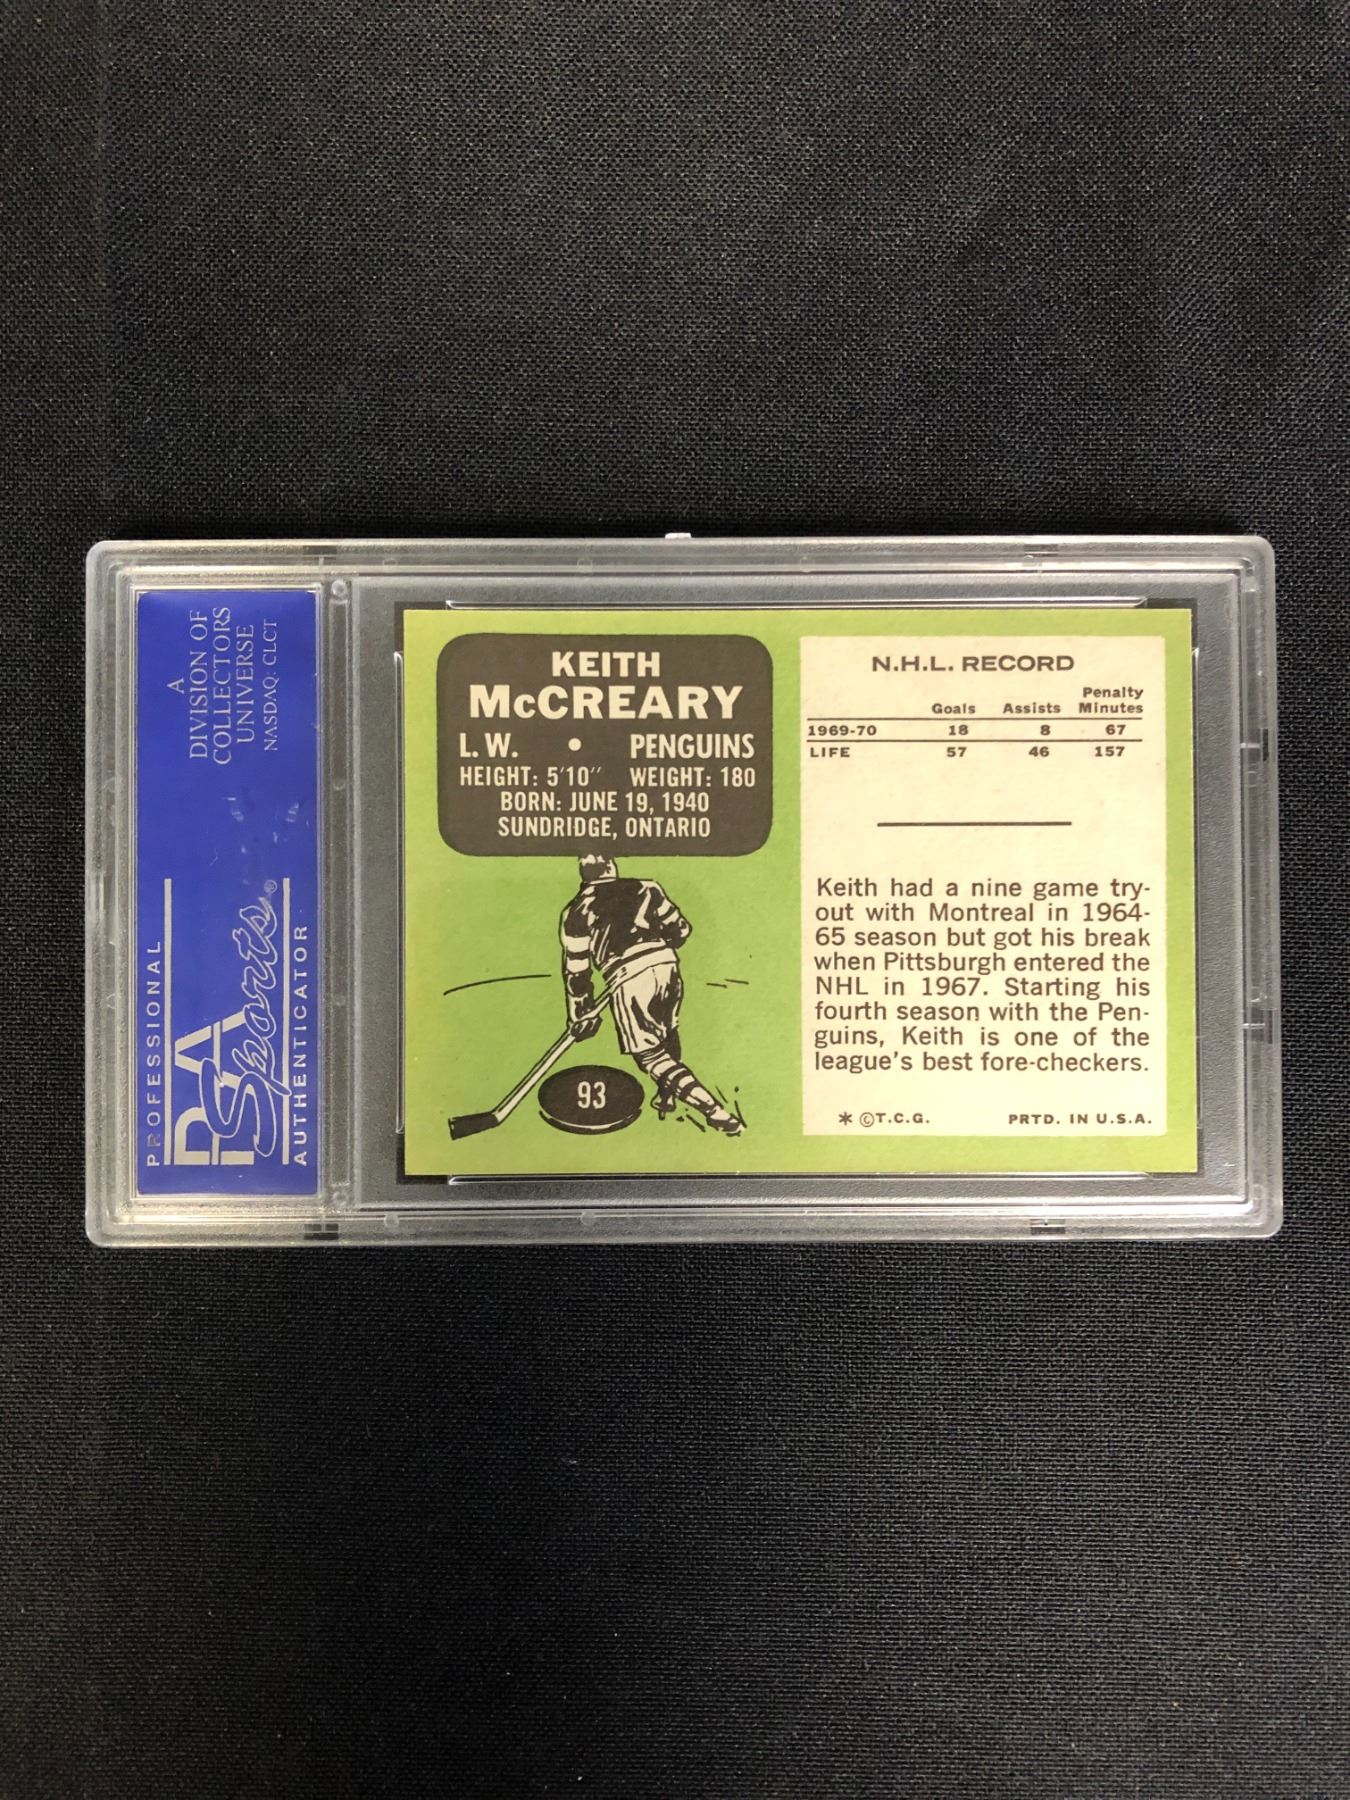 A
DIVISION OF
COLLECTORS
UNIVERSE
NASDAQ: CLCT
PROFESSIONAL
PSA
Sports®
AUTHENTICATOR
KEITH
McCREARY
L.W. • PENGUINS
HEIGHT: 5'10" WEIGHT: 180
BORN: JUNE 19, 1940
SUNDRIDGE, ONTARIO
93
N.H.L. RECORD
Penalty
Goals Assists Minutes
1969-70 18 8 67
LIFE 57 46 157
Keith had a nine game try-
out with Montreal in 1964-
65 season but got his break
when Pittsburgh entered the
NHL in 1967. Starting his
fourth season with the Pen-
guins, Keith is one of the
league's best fore-checkers.
* ©T.C.G. PRTD. IN U.S.A.